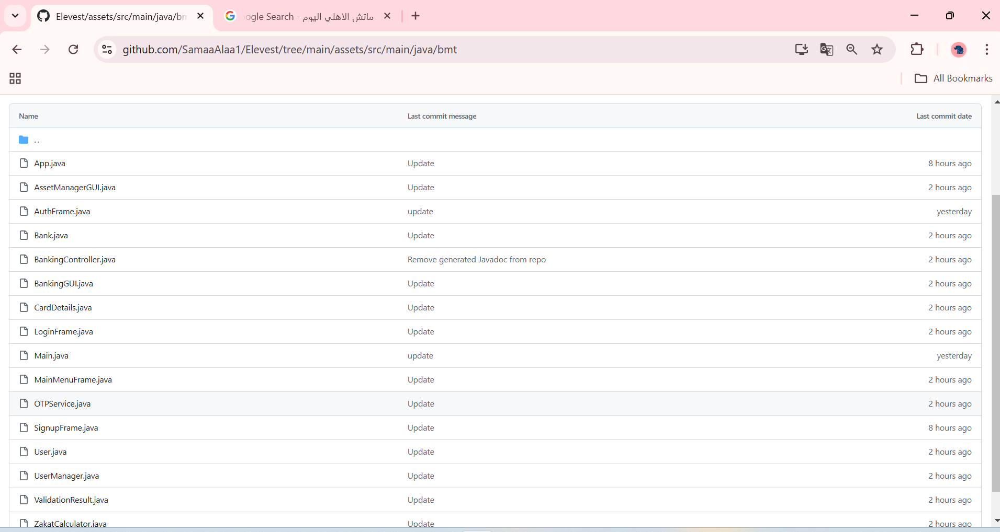 Elevest/assets/src/main/java/bm
ماتش الاهلي اليوم - oogle Search
github.com/SamaaAlaa1/Elevest/tree/main/assets/src/main/java/bmt
All Bookmarks
Name Last commit message Last commit date
..
App.java Update 8 hours ago
AssetManagerGUI.java Update 2 hours ago
AuthFrame.java update yesterday
Bank.java Update 2 hours ago
BankingController.java Remove generated Javadoc from repo 2 hours ago
BankingGUI.java Update 2 hours ago
CardDetails.java Update 2 hours ago
LoginFrame.java Update 2 hours ago
Main.java update yesterday
MainMenuFrame.java Update 2 hours ago
OTPService.java Update 2 hours ago
SignupFrame.java Update 8 hours ago
User.java Update 2 hours ago
UserManager.java Update 2 hours ago
ValidationResult.java Update 2 hours ago
ZakatCalculator.java Update 2 hours ago